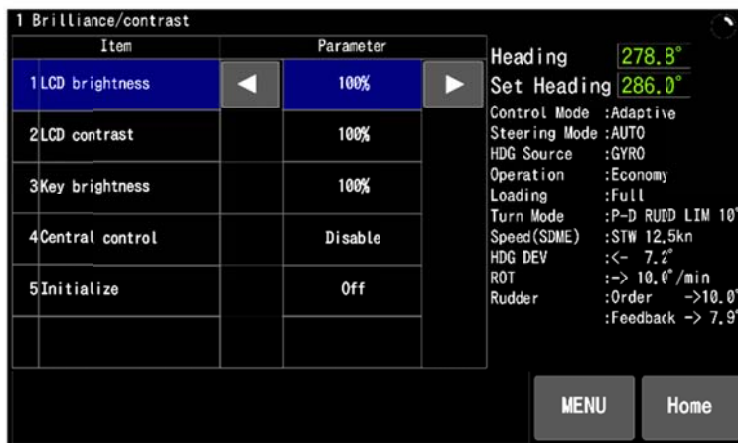 1 Brilliance/contrast
Item Parameter
1 LCD brightness ◀ 100% ▶
2 LCD contrast 100%
3 Key brightness 100%
4 Central control Disable
5 Initialize Off
Heading 278.8°
Set Heading 286.0°
Control Mode :Adaptive
Steering Mode :AUTO
HDG Source :GYRO
Operation :Economy
Loading :Full
Turn Mode :P-D RUDD LIM 10°
Speed(SDME) :STW 12.5kn
HDG DEV :<- 7.2°
ROT :-> 10.0°/min
Rudder :Order ->10.0°
:Feedback -> 7.9°
MENU Home